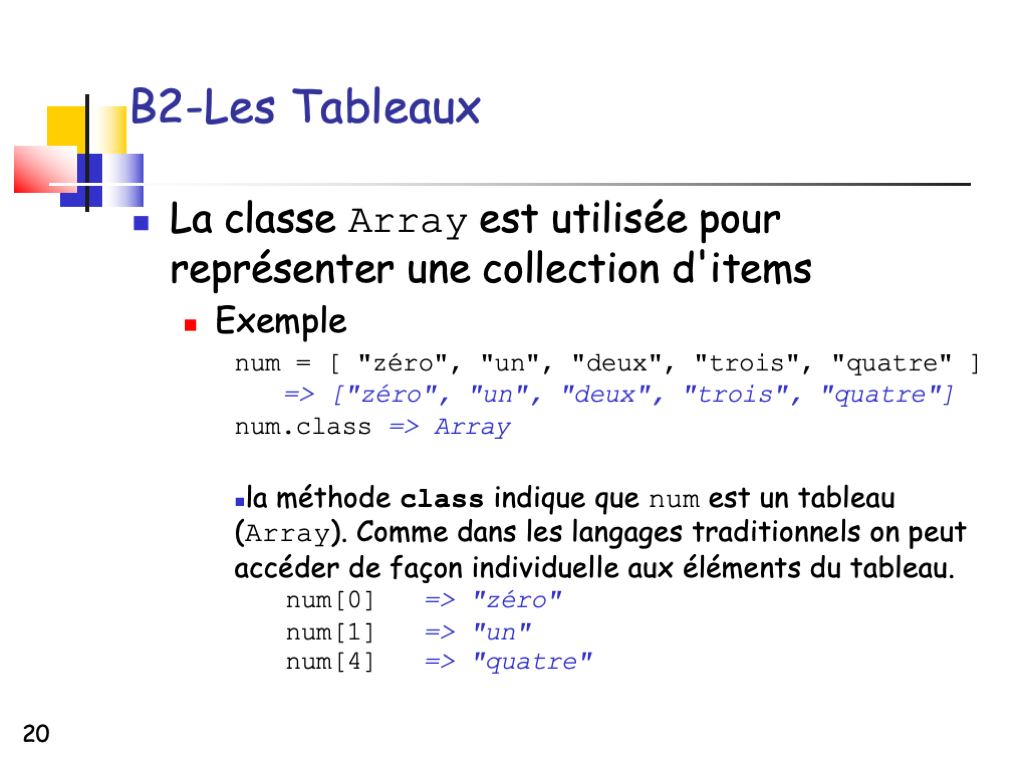 B2-Les Tableaux
La classe Array est utilisée pour
représenter une collection d'items
Exemple
num = [ "zéro", "un", "deux", "trois", "quatre" ]
=> ["zéro", "un", "deux", "trois", "quatre"]
num.class => Array
la méthode class indique que num est un tableau
(Array). Comme dans les langages traditionnels on peut
accéder de façon individuelle aux éléments du tableau.
num[0] => "zéro"
num[1] => "un"
num[4] => "quatre"
20